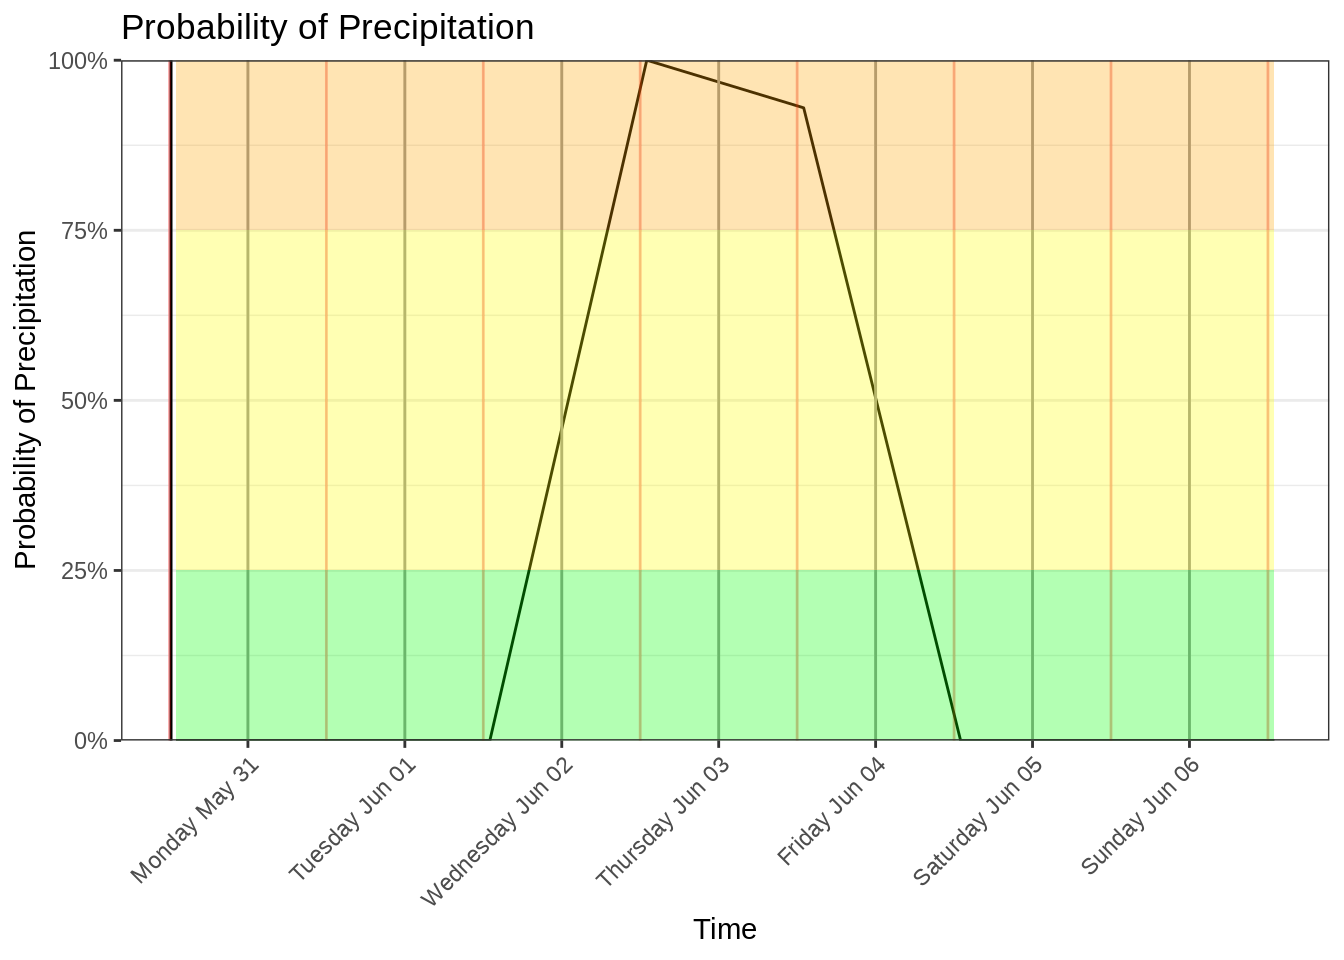 Probability of Precipitation
Probability of Precipitation
100%
75%
50%
25%
0%
Monday May 31
Tuesday Jun 01
Wednesday Jun 02
Thursday Jun 03
Friday Jun 04
Saturday Jun 05
Sunday Jun 06
Time